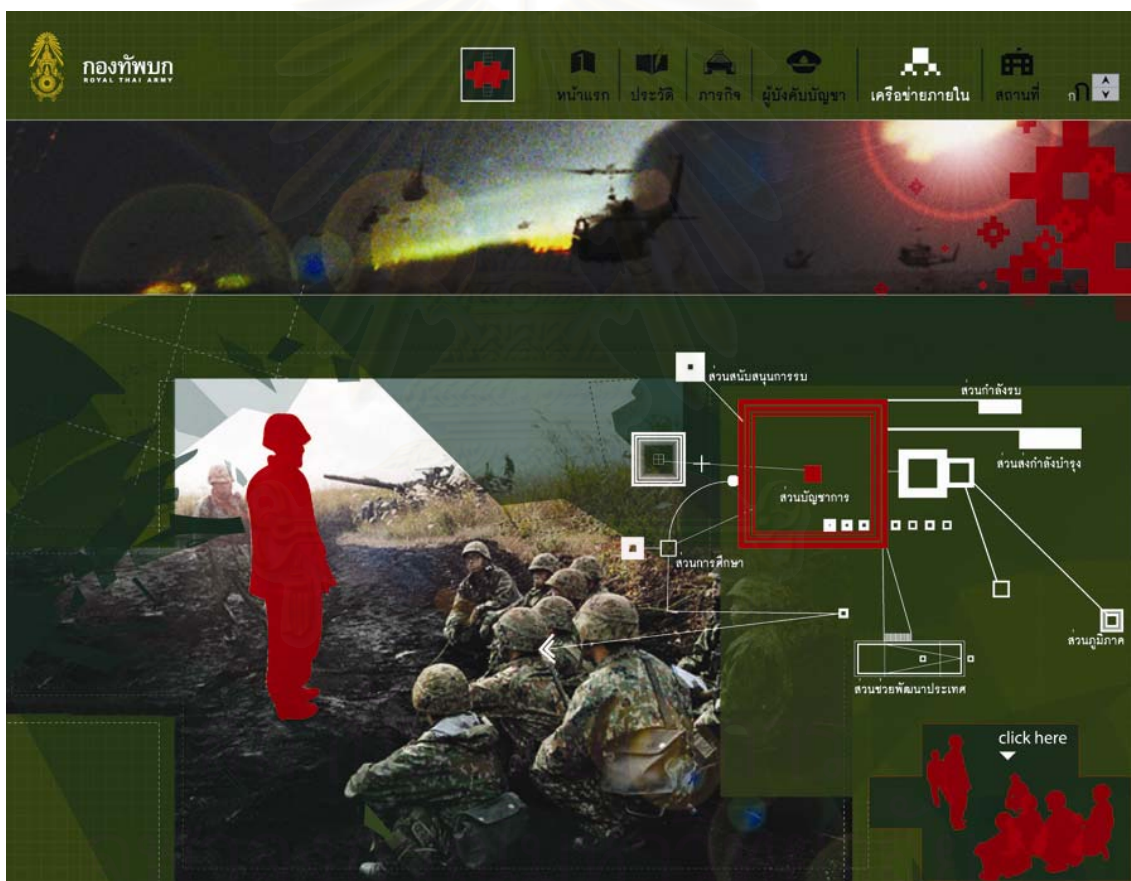 กองทัพบก
ROYAL THAI ARMY
1
หน้าแรก
ประวัติ
ภารกิจ
ผู้บังคับบัญชา
เครือข่ายภายใน
สถานที่
กก
ส่วนสนับสนุนการรบ
ส่วนกำลังรบ
ส่วนส่งกำลังบำรุง
ส่วนบัญชาการ
ส่วนการศึกษา
ส่วนภูมิภาค
ส่วนช่วยพัฒนาประเทศ
click here